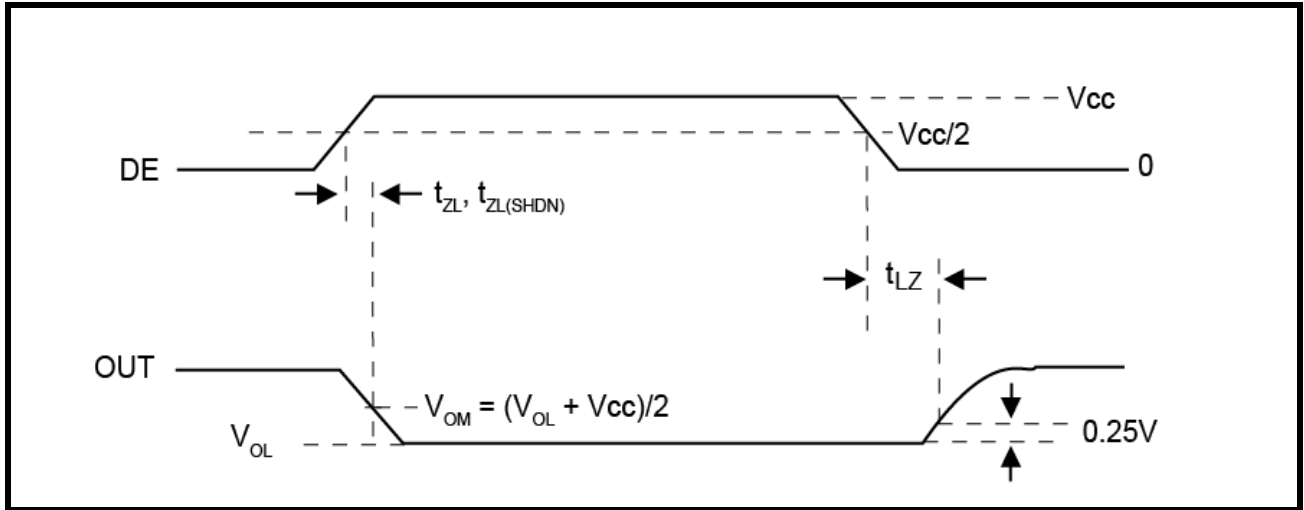 Vcc
Vcc/2
DE
0
tZL, tZL(SHDN)
tLZ
OUT
VOM = (VOL + Vcc)/2
VOL
0.25V